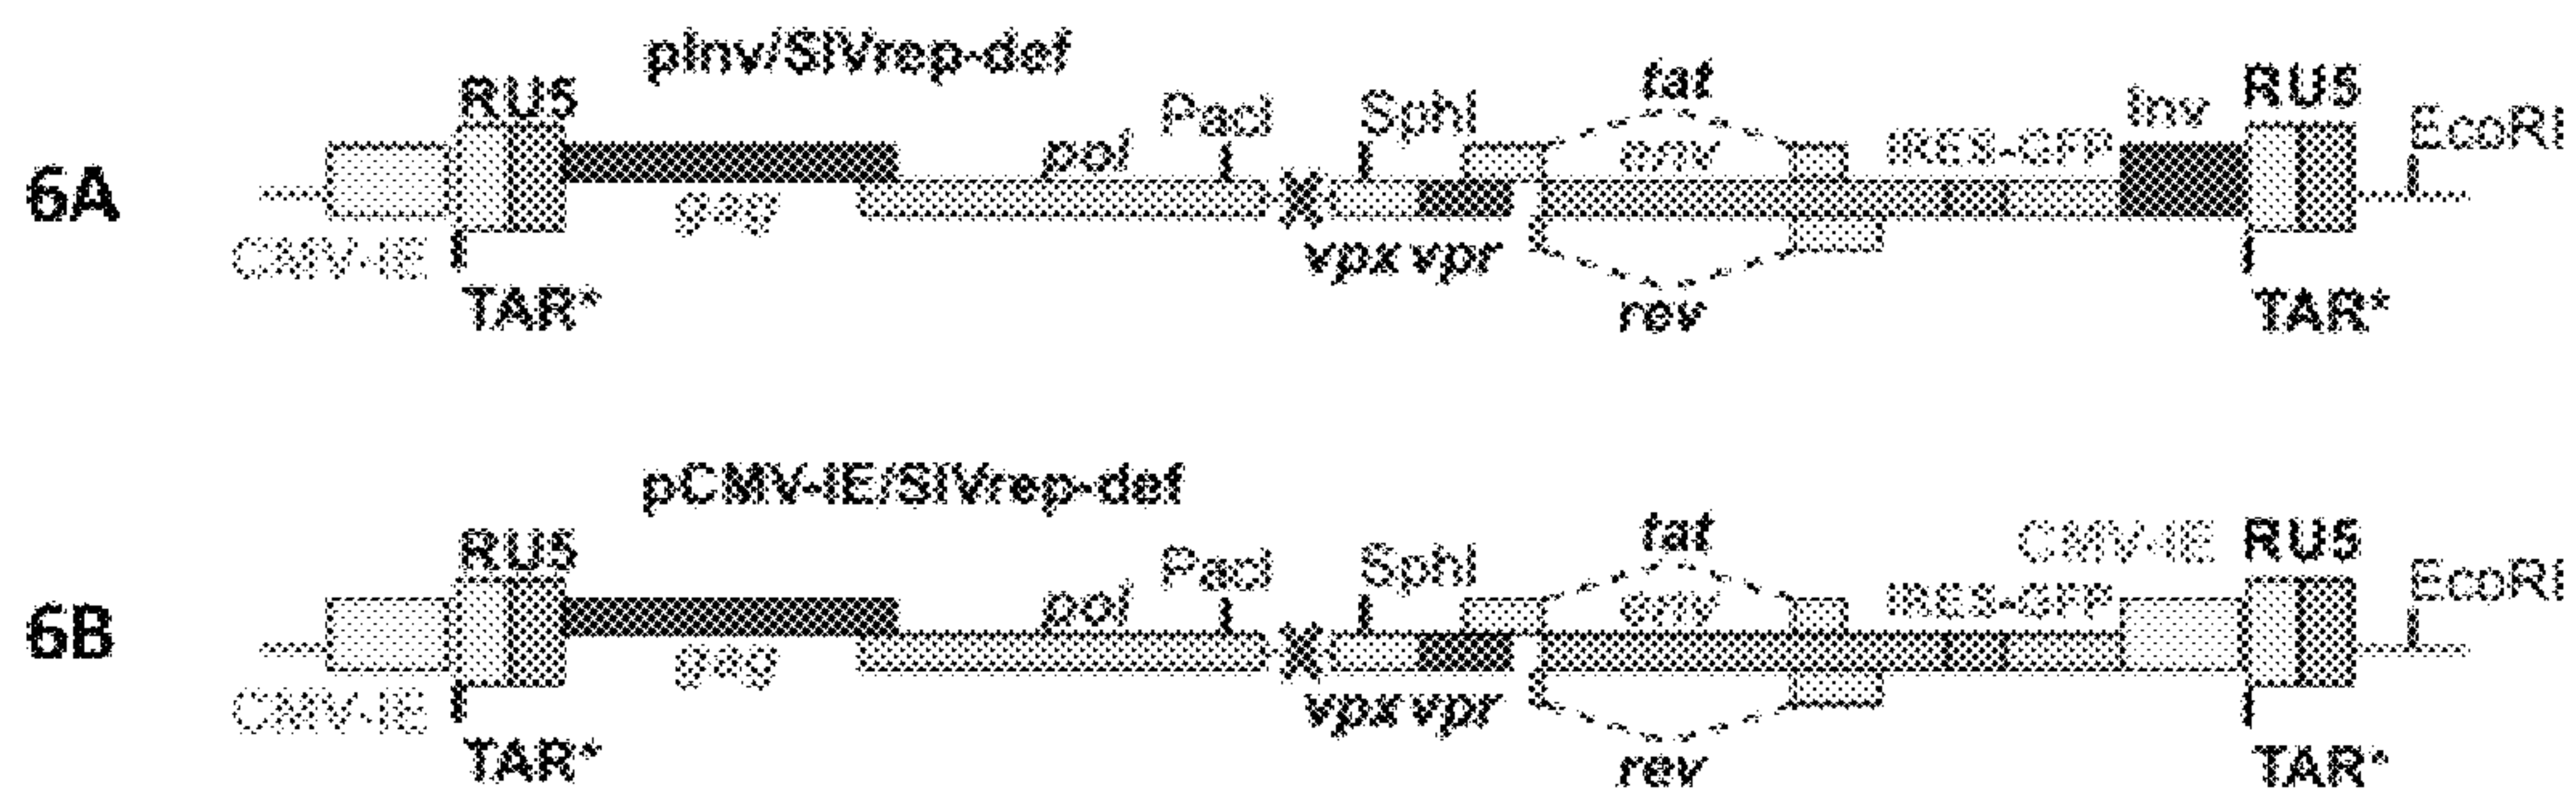 6A
pInv/SIVrep-def
RU5
gag
pol
PacI
SphI
tat
env
IRES-GFP
Inv
RU5
EcoRI
CMV-IE
TAR*
vpx vpr
rev
TAR*
6B
pCMV-IE/SIVrep-def
RU5
gag
pol
PacI
SphI
tat
env
IRES-GFP
CMV-IE
RU5
EcoRI
CMV-IE
TAR*
vpx vpr
rev
TAR*